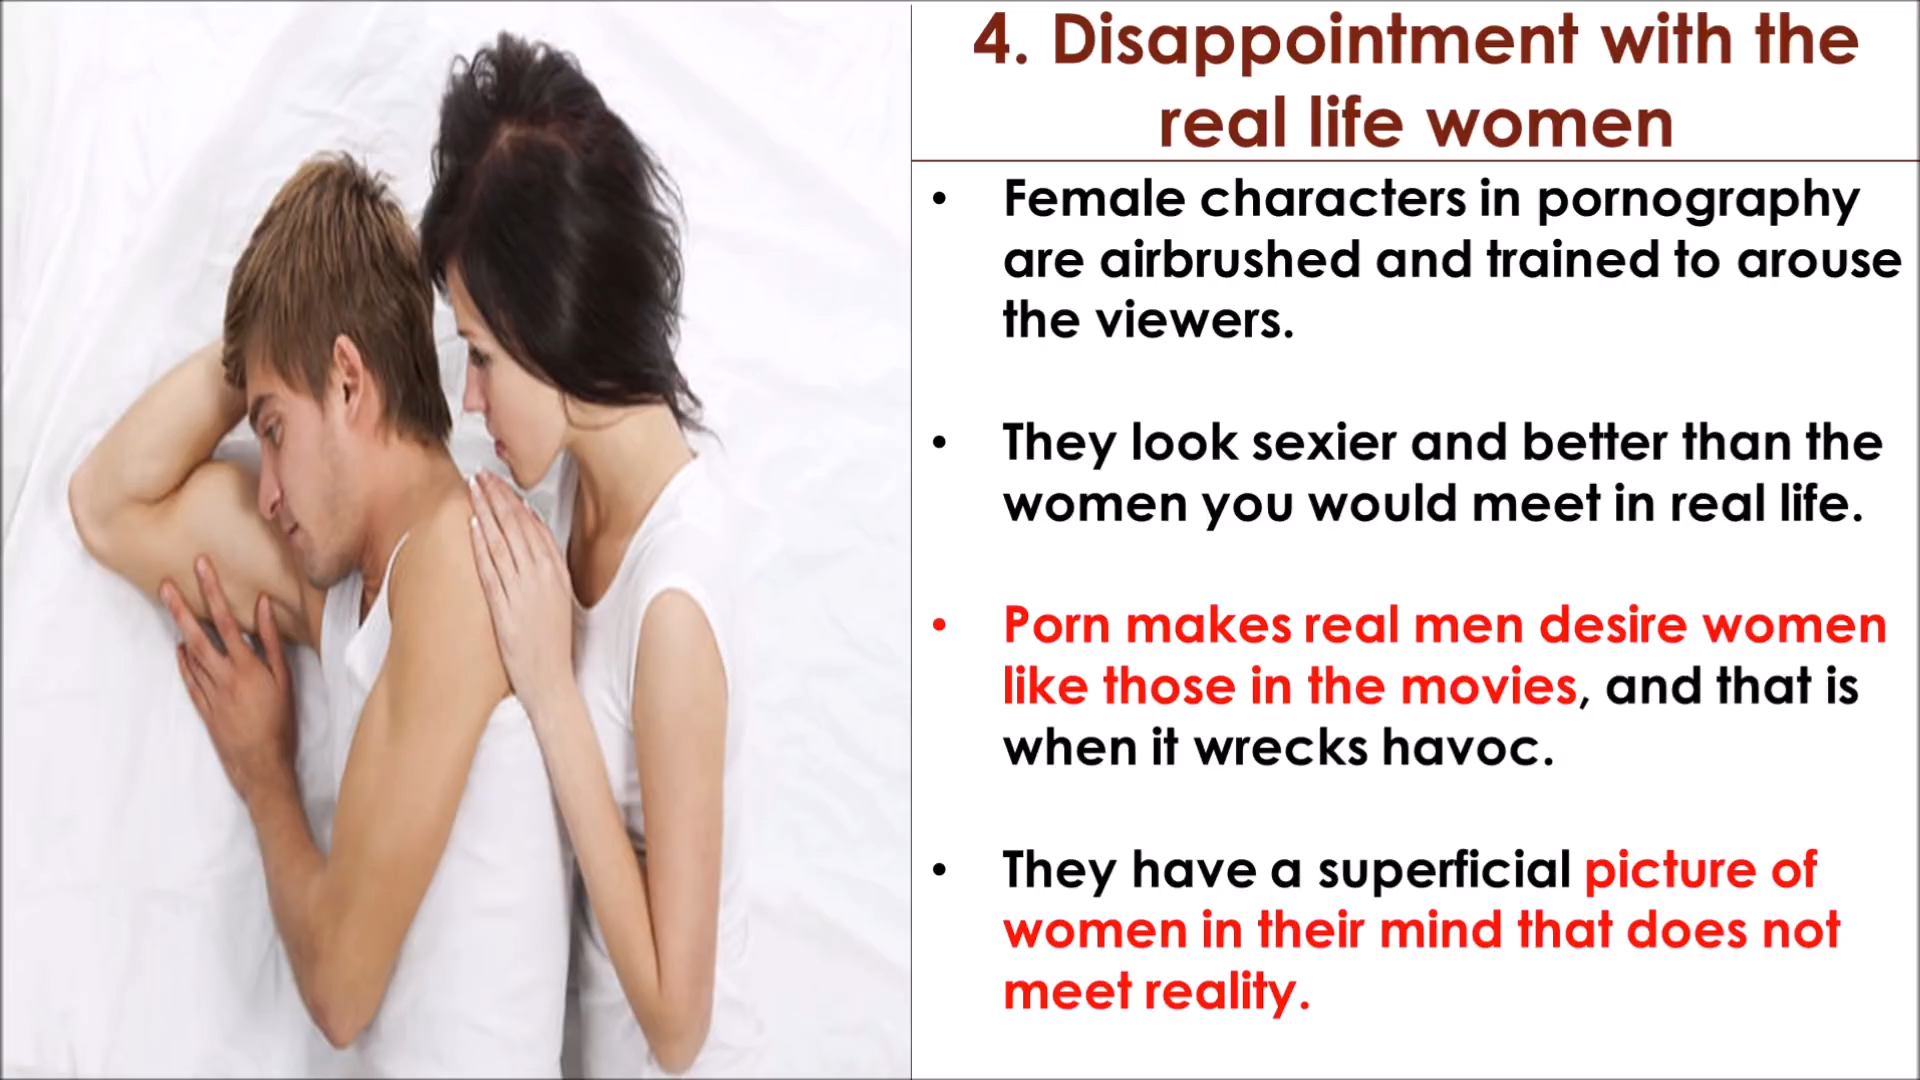 4. Disappointment with the
real life women
• Female characters in pornography
are airbrushed and trained to arouse
the viewers.
• They look sexier and better than the
women you would meet in real life.
• Porn makes real men desire women
like those in the movies, and that is
when it wrecks havoc.
• They have a superficial picture of
women in their mind that does not
meet reality.